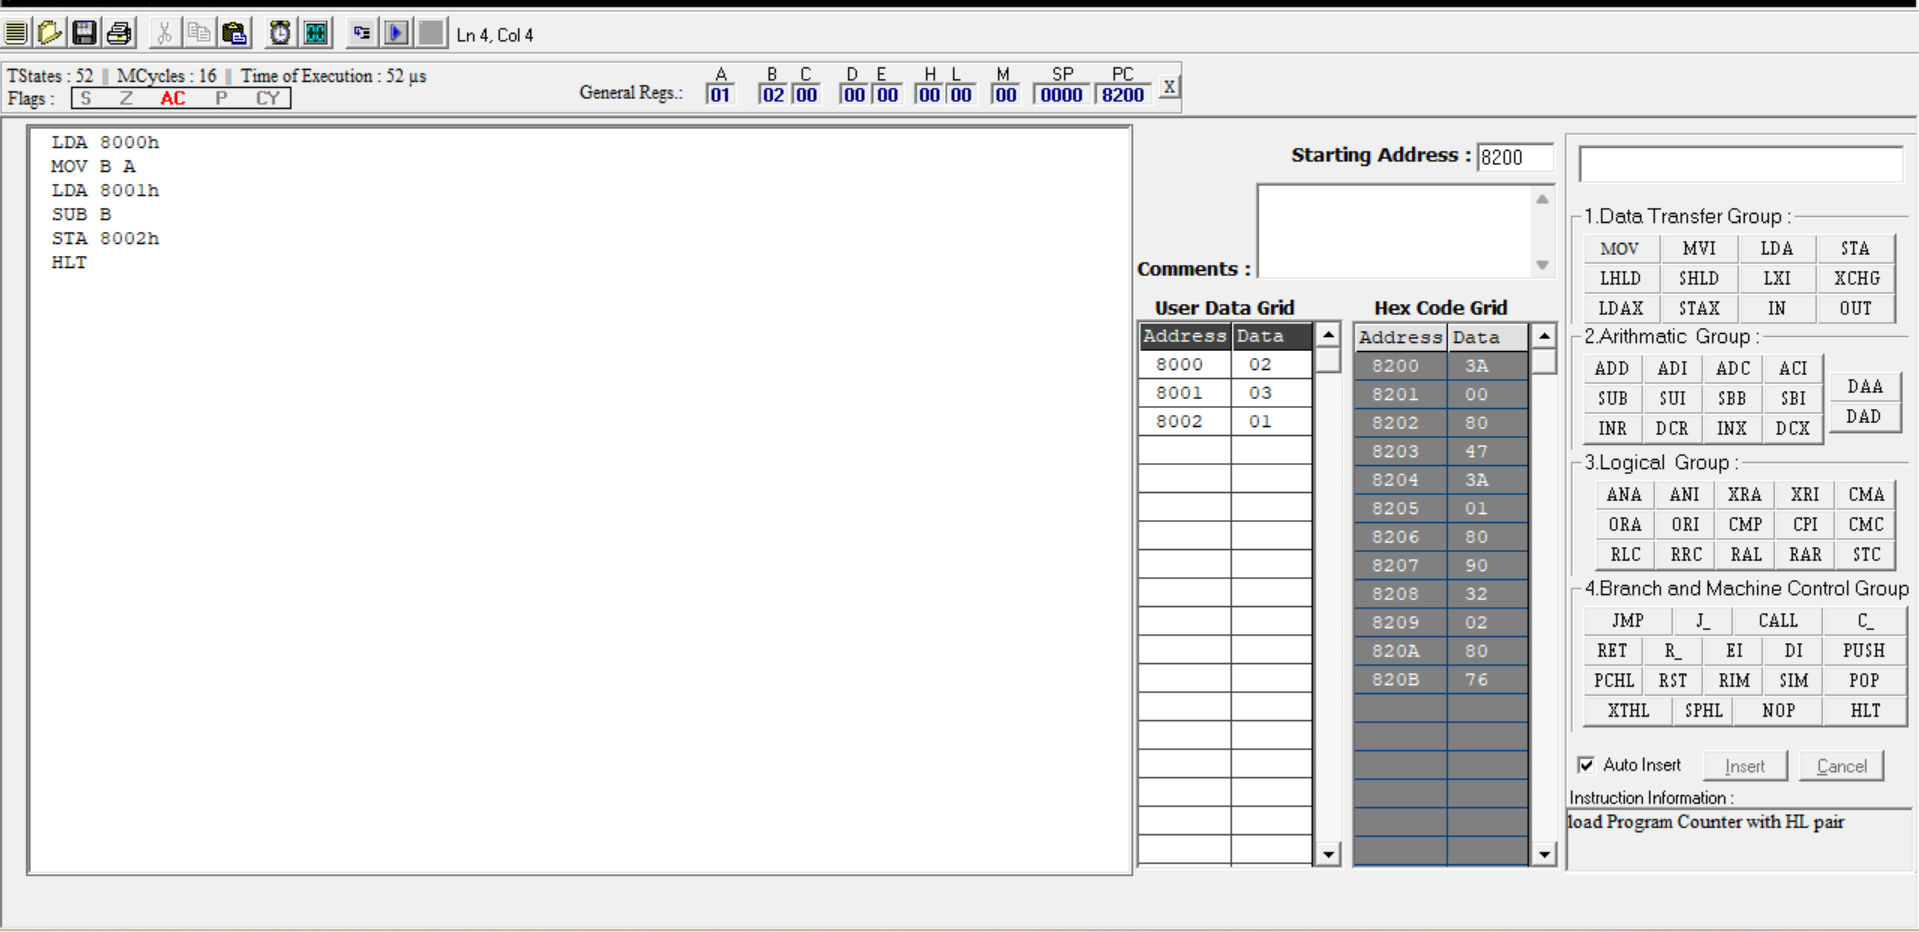 Ln 4, Col 4
TStates : 52 || MCycles : 16 || Time of Execution : 52 µs
Flags : S Z AC P CY
General Regs.: A B C D E H L M SP PC
01 02 00 00 00 00 00 00 0000 8200 X
LDA 8000h
MOV B A
LDA 8001h
SUB B
STA 8002h
HLT
Starting Address : 8200
Comments :
User Data Grid
Address Data
8000 02
8001 03
8002 01
Hex Code Grid
Address Data
8200 3A
8201 00
8202 80
8203 47
8204 3A
8205 01
8206 80
8207 90
8208 32
8209 02
820A 80
820B 76
1.Data Transfer Group :
MOV MVI LDA STA
LHLD SHLD LXI XCHG
LDAX STAX IN OUT
2.Arithmatic Group :
ADD ADI ADC ACI
DAA
SUB SUI SBB SBI
DAD
INR DCR INX DCX
3.Logical Group :
ANA ANI XRA XRI CMA
ORA ORI CMP CPI CMC
RLC RRC RAL RAR STC
4.Branch and Machine Control Group
JMP J_ CALL C_
RET R_ EI DI PUSH
PCHL RST RIM SIM POP
XTHL SPHL NOP HLT
Auto Insert Insert Cancel
Instruction Information :
load Program Counter with HL pair